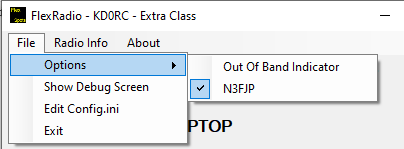 FlexRadio - KD0RC - Extra Class
File Radio Info About
Options
Out Of Band Indicator
Show Debug Screen
N3FJP
Edit Config.ini
PTOP
Exit